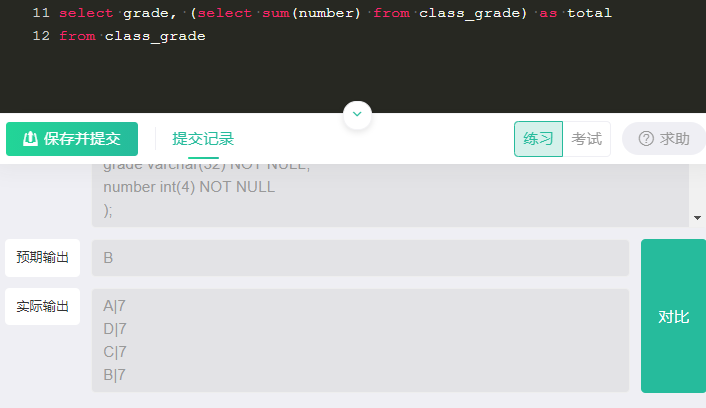 11 select grade, (select sum(number) from class_grade) as total
12 from class_grade
保存并提交 提交记录 练习 考试 求助
grade varchar(32) NOT NULL,
number int(4) NOT NULL
);
预期输出 B
实际输出 A|7
D|7
C|7
B|7
对比